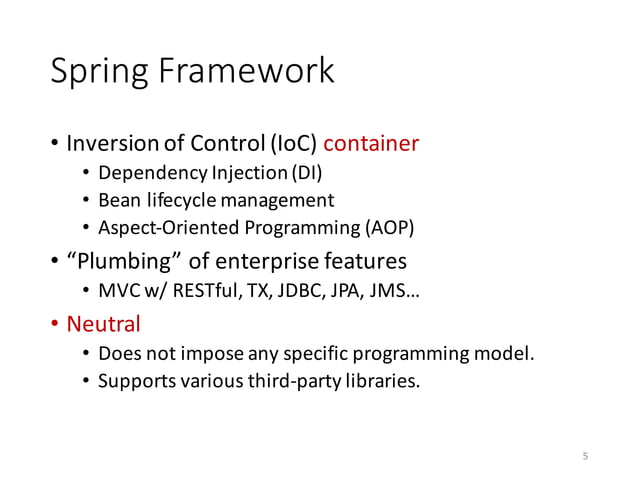 Spring Framework
• Inversion of Control (IoC) container
• Dependency Injection (DI)
• Bean lifecycle management
• Aspect-Oriented Programming (AOP)
• “Plumbing” of enterprise features
• MVC w/ RESTful, TX, JDBC, JPA, JMS…
• Neutral
• Does not impose any specific programming model.
• Supports various third-party libraries.
5